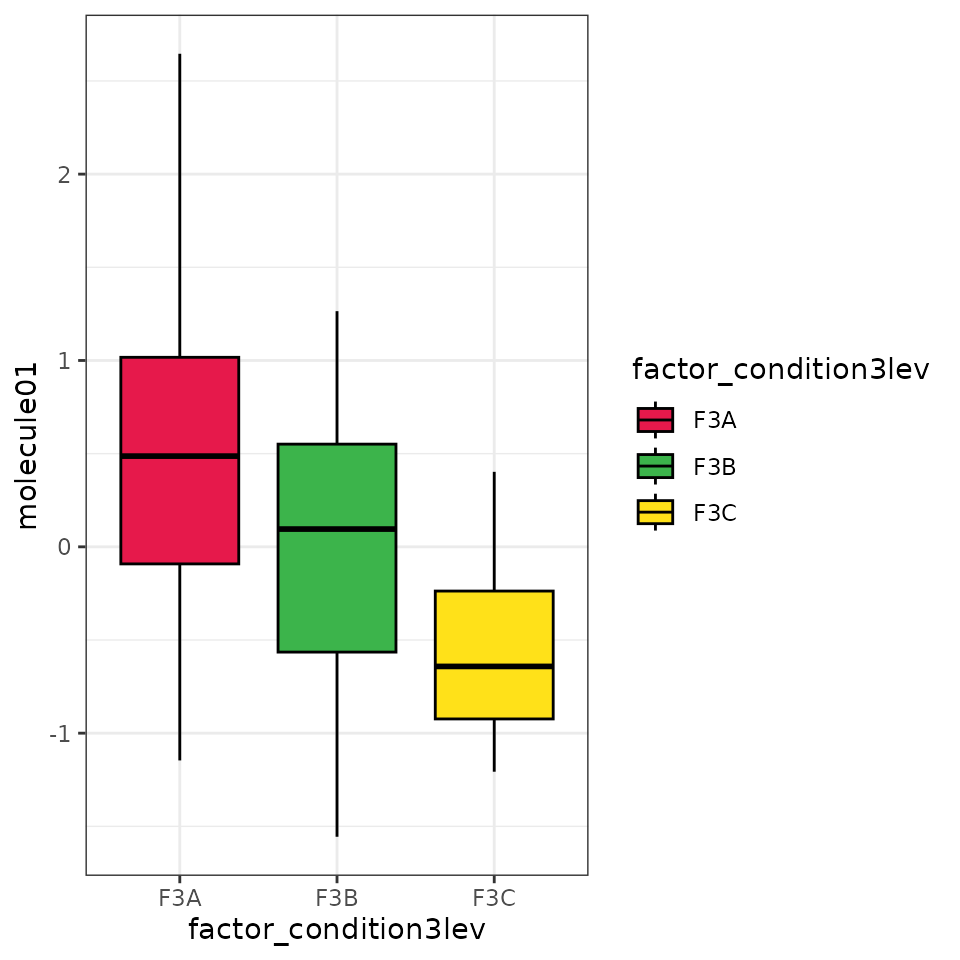 molecule01
2
1
0
-1
F3A F3B F3C
factor_condition3lev
factor_condition3lev
F3A
F3B
F3C